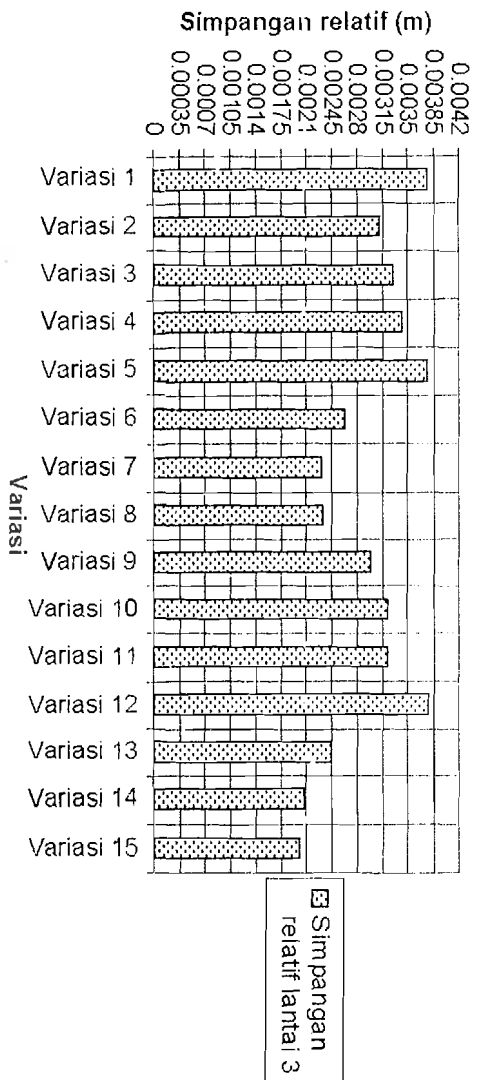 Simpangan relatif (m)
0.0042
0.00385
0.0035
0.00315
0.0028
0.00245
0.0021
0.00175
0.0014
0.00105
0.0007
0.00035
0
Variasi 1
Variasi 2
Variasi 3
Variasi 4
Variasi 5
Variasi 6
Variasi 7
Variasi 8
Variasi 9
Variasi 10
Variasi 11
Variasi 12
Variasi 13
Variasi 14
Variasi 15
Variasi
Simpangan
relatif lantai 3